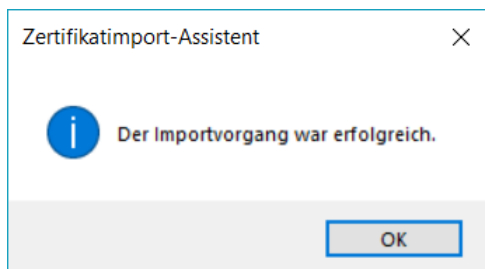 Zertifikatimport-Assistent
Der Importvorgang war erfolgreich.
OK